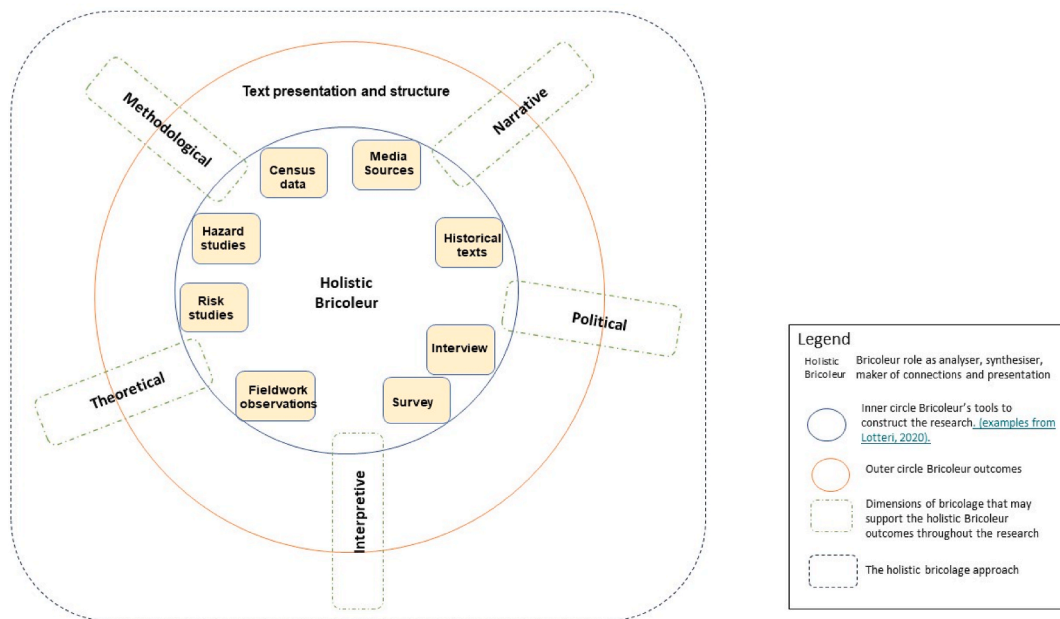 Text presentation and structure
Methodological
Narrative
Census
data
Media
Sources
Hazard
studies
Historical
texts
Holistic
Bricoleur
Risk
studies
Political
Interview
Theoretical
Fieldwork
observations
Survey
Interpretive
Legend
Holistic
Bricoleur
Bricoleur role as analyser, synthesiser,
maker of connections and presentation
Inner circle Bricoleur's tools to
construct the research. (examples from
Lotteri, 2020).
Outer circle Bricoleur outcomes
Dimensions of bricolage that may
support the holistic Bricoleur
outcomes throughout the research
The holistic bricolage approach